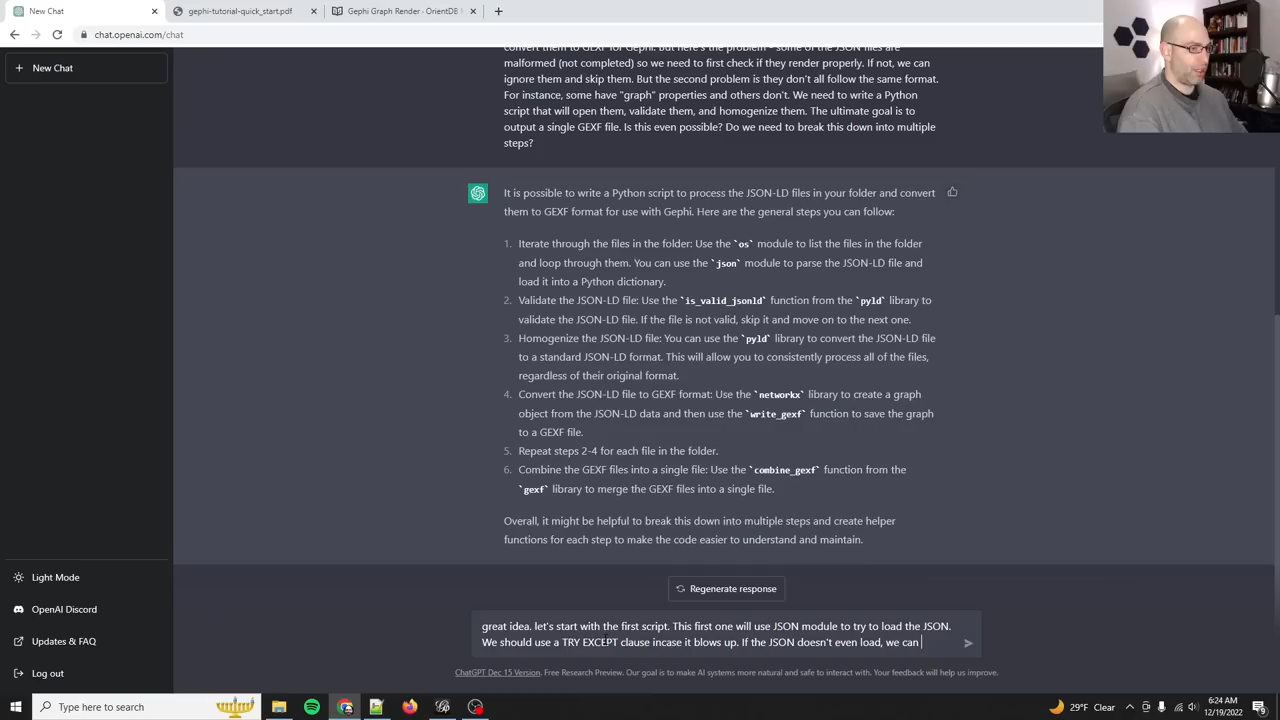 New Chat
gephi-tutorial-quick_start.pdf
Gephi Graph Render - OrientDB M
chat.openai.com/chat
New Chat
convert them to GEXF for Gephi. But here's the problem - some of the JSON files are
malformed (not completed) so we need to first check if they render properly. If not, we can
ignore them and skip them. But the second problem is they don't all follow the same format.
For instance, some have "graph" properties and others don't. We need to write a Python
script that will open them, validate them, and homogenize them. The ultimate goal is to
output a single GEXF file. Is this even possible? Do we need to break this down into multiple
steps?
It is possible to write a Python script to process the JSON-LD files in your folder and convert
them to GEXF format for use with Gephi. Here are the general steps you can follow:
1. Iterate through the files in the folder: Use the `os` module to list the files in the folder
and loop through them. You can use the `json` module to parse the JSON-LD file and
load it into a Python dictionary.
2. Validate the JSON-LD file: Use the `is_valid_jsonld` function from the `pyld` library to
validate the JSON-LD file. If the file is not valid, skip it and move on to the next one.
3. Homogenize the JSON-LD file: You can use the `pyld` library to convert the JSON-LD file
to a standard JSON-LD format. This will allow you to consistently process all of the files,
regardless of their original format.
4. Convert the JSON-LD file to GEXF format: Use the `networkx` library to create a graph
object from the JSON-LD data and then use the `write_gexf` function to save the graph
to a GEXF file.
5. Repeat steps 2-4 for each file in the folder.
6. Combine the GEXF files into a single file: Use the `combine_gexf` function from the
`gexf` library to merge the GEXF files into a single file.
Overall, it might be helpful to break this down into multiple steps and create helper
functions for each step to make the code easier to understand and maintain.
Light Mode
OpenAI Discord
Updates & FAQ
Log out
Regenerate response
great idea. let's start with the first script. This first one will use JSON module to try to load the JSON.
We should use a TRY EXCEPT clause incase it blows up. If the JSON doesn't even load, we can
ChatGPT Dec 15 Version. Free Research Preview. Our goal is to make AI systems more natural and safe to interact with. Your feedback will help us improve.
Type here to search
29°F Clear
6:24 AM
12/19/2022